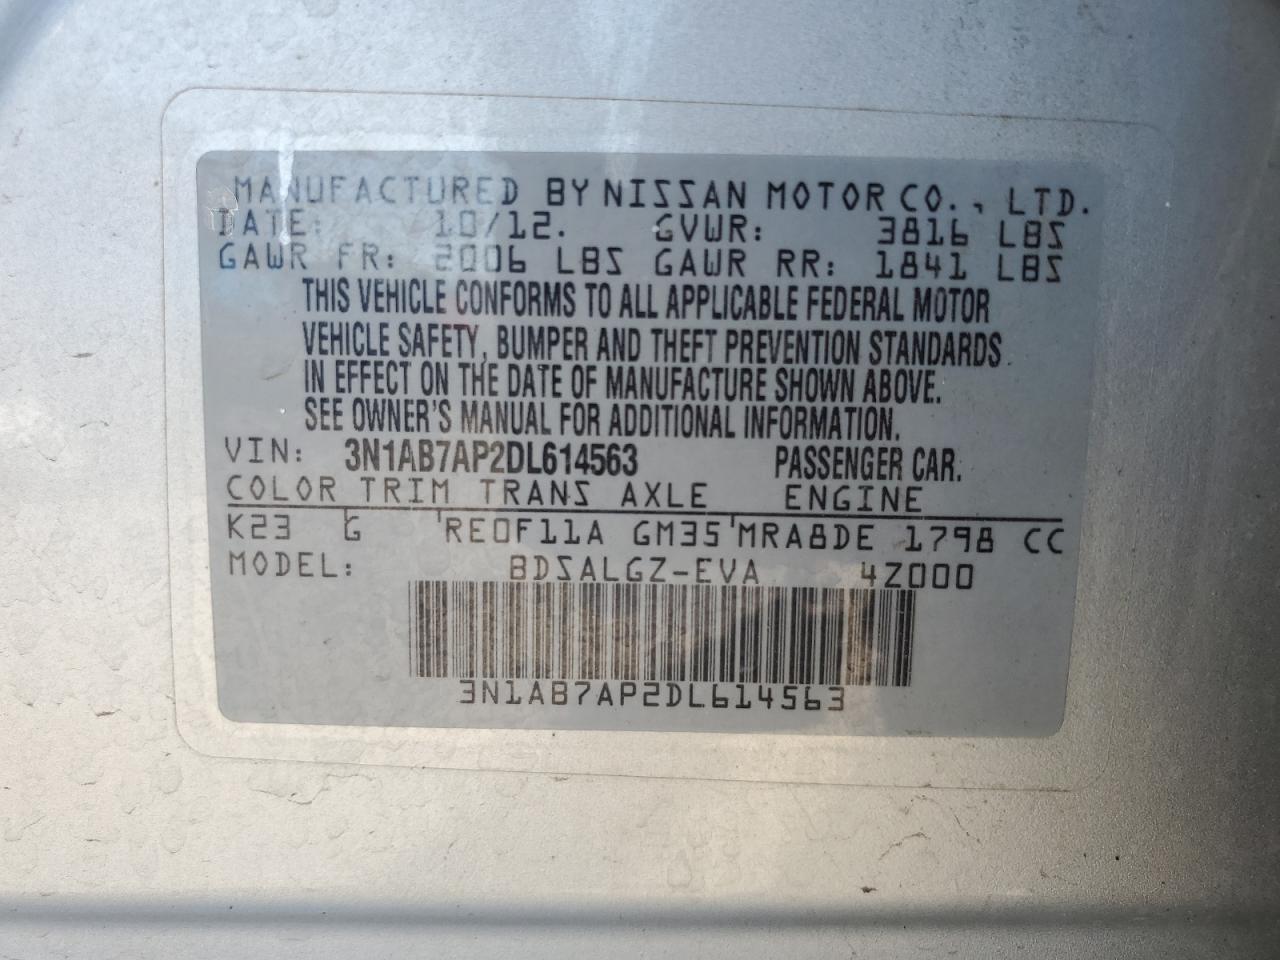 MANUFACTURED BY NISSAN MOTOR CO., LTD.
DATE: 10/12. GVWR: 3816 LBS
GAWR FR: 2006 LBS GAWR RR: 1841 LBS
THIS VEHICLE CONFORMS TO ALL APPLICABLE FEDERAL MOTOR
VEHICLE SAFETY, BUMPER AND THEFT PREVENTION STANDARDS
IN EFFECT ON THE DATE OF MANUFACTURE SHOWN ABOVE.
SEE OWNER'S MANUAL FOR ADDITIONAL INFORMATION.
VIN: 3N1AB7AP2DL614563 PASSENGER CAR.
COLOR TRIM TRANS AXLE ENGINE
K23 G RE0F11A GM35 MRA8DE 1798 CC
MODEL: BDSALGZ-EVA 4Z000
3N1AB7AP2DL614563